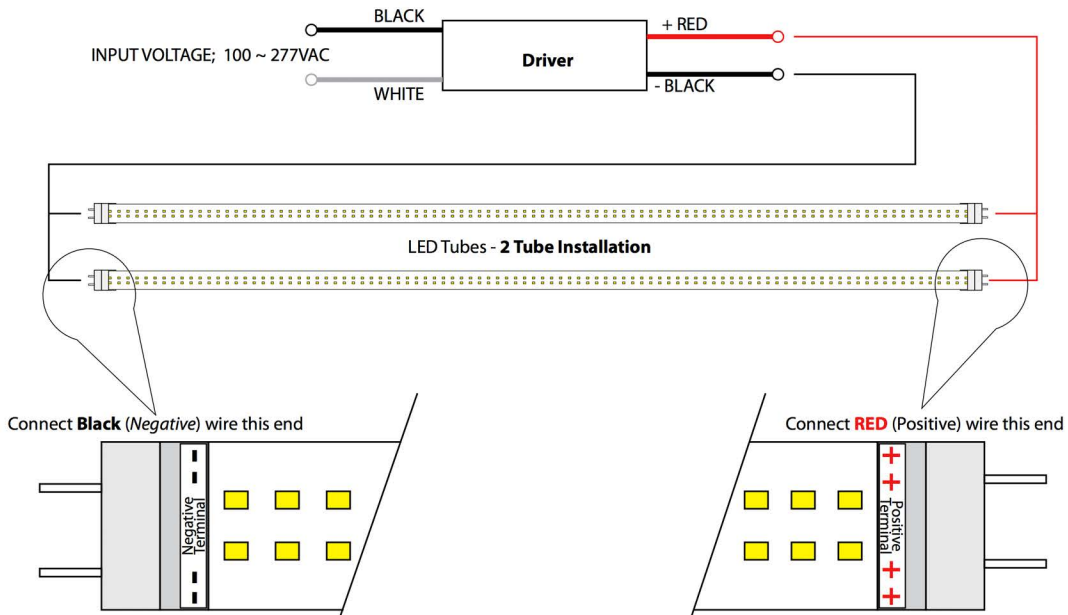 BLACK
+ RED
INPUT VOLTAGE; 100 ~ 277VAC
Driver
WHITE
- BLACK
LED Tubes - 2 Tube Installation
Connect Black (Negative) wire this end
Connect RED (Positive) wire this end
- -
Negative
Terminal
- -
+ +
Positive
Terminal
+ +